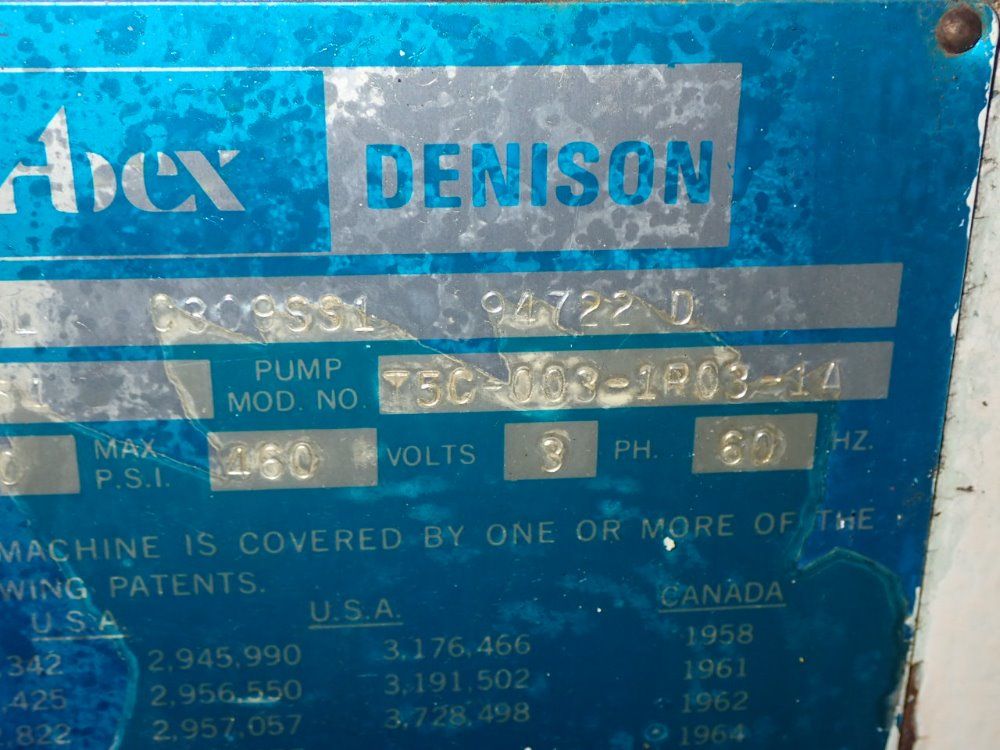 Abex DENISON
94722 D
PUMP
MOD. NO. T5C-003-1R03-1A
MAX. 460 VOLTS 3 PH. 60 HZ.
P.S.I.
MACHINE IS COVERED BY ONE OR MORE OF THE
WING PATENTS.
U.S.A. U.S.A. CANADA
,342 2,945,990 3,176,466 1958
,425 2,956,550 3,191,502 1961
,822 2,957,057 3,728,498 1962
1964